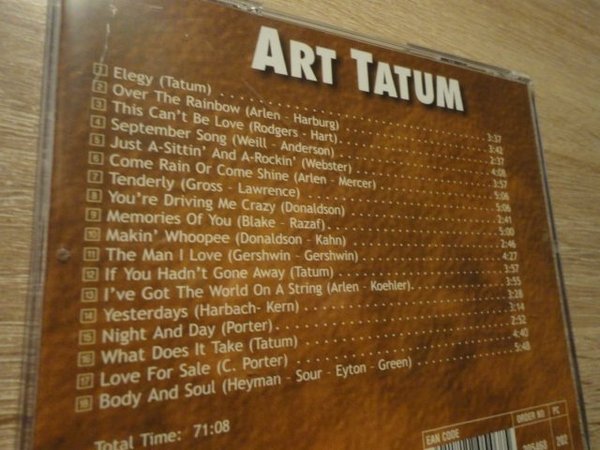 ART TATUM
1 Elegy (Tatum) 3:37
2 Over The Rainbow (Arlen - Harburg) 3:42
3 This Can't Be Love (Rodgers - Hart) 2:37
4 September Song (Weill - Anderson) 4:08
5 Just A-Sittin' And A-Rockin' (Webster) 3:57
6 Come Rain Or Come Shine (Arlen - Mercer) 5:06
7 Tenderly (Gross - Lawrence) 5:06
8 You're Driving Me Crazy (Donaldson) 2:41
9 Memories Of You (Blake - Razaf) 5:00
10 Makin' Whoopee (Donaldson - Kahn) 2:46
11 The Man I Love (Gershwin - Gershwin) 4:27
12 If You Hadn't Gone Away (Tatum) 3:57
13 I've Got The World On A String (Arlen - Koehler) 3:55
14 Yesterdays (Harbach- Kern) 3:28
15 Night And Day (Porter) 3:14
16 What Does It Take (Tatum) 2:52
17 Love For Sale (C. Porter) 4:40
18 Body And Soul (Heyman - Sour - Eyton - Green) 5:48
Total Time: 71:08
EAN CODE
ORDER NO
PC
202